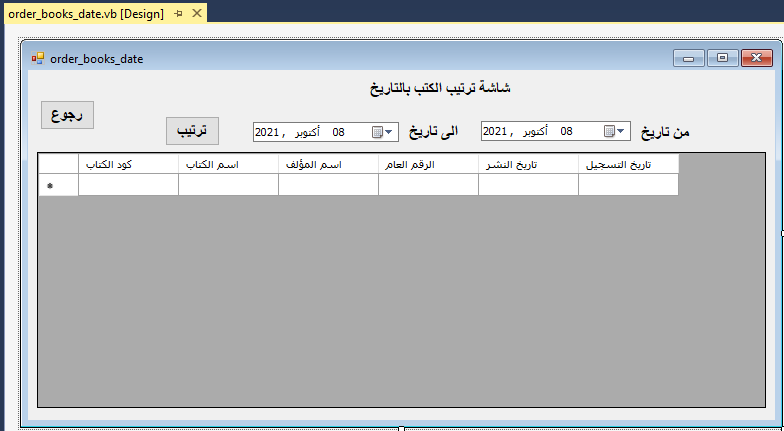 order_books_date.vb [Design]
order_books_date
شاشة ترتيب الكتب بالتاريخ
رجوع
من تاريخ
08 أكتوبر , 2021
الى تاريخ
08 أكتوبر , 2021
ترتيب
كود الكتاب
اسم الكتاب
اسم المؤلف
الرقم العام
تاريخ النشر
تاريخ التسجيل